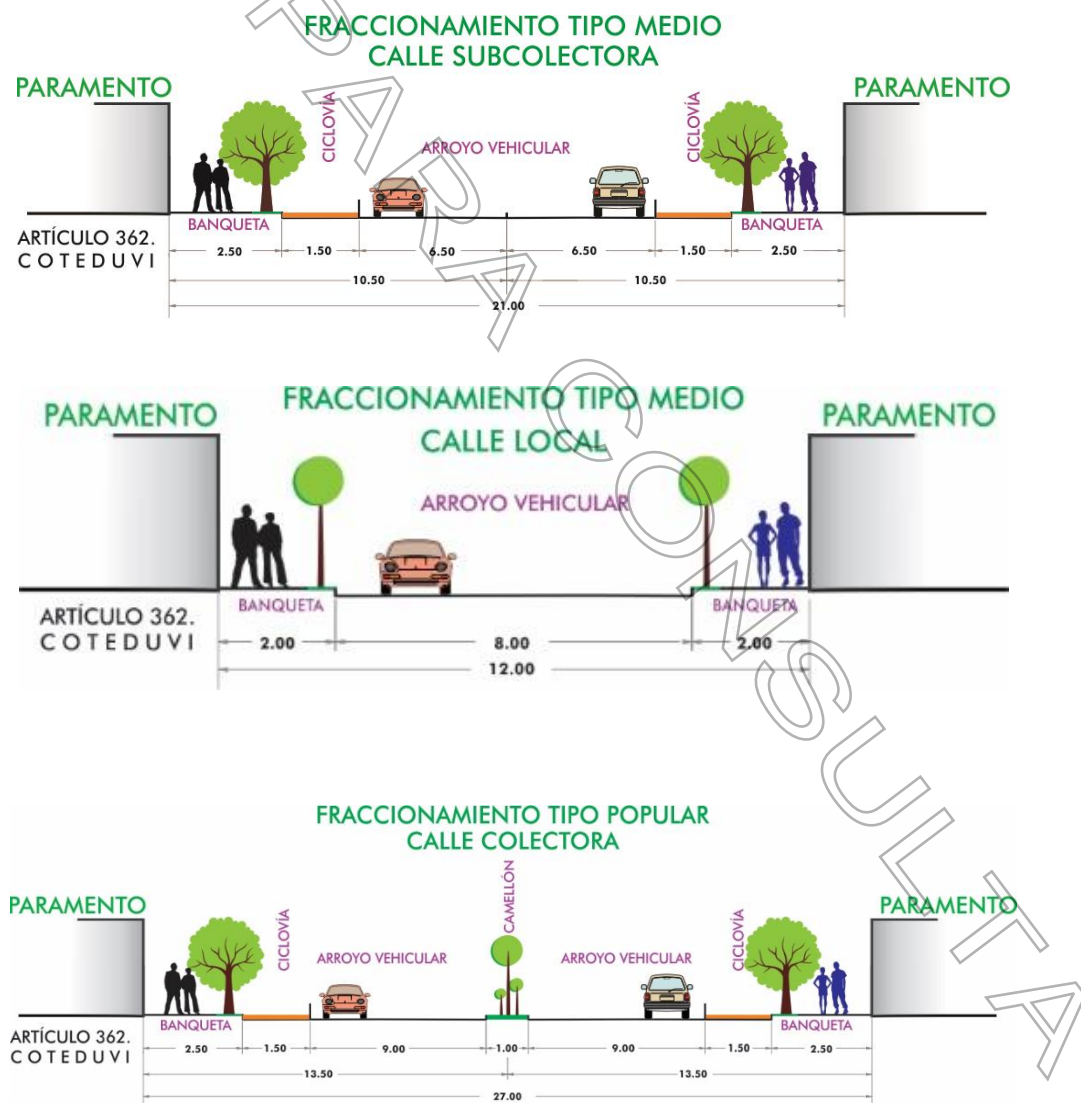 FRACCIONAMIENTO TIPO MEDIO
CALLE SUBCOLECTORA
PARAMENTO
PARAMENTO
CICLOVÍA
ARROYO VEHICULAR
CICLOVÍA
BANQUETA
BANQUETA
ARTÍCULO 362.
COTEDUVI
2.50 1.50 6.50 6.50 1.50 2.50
10.50 10.50
21.00
FRACCIONAMIENTO TIPO MEDIO
CALLE LOCAL
PARAMENTO
PARAMENTO
ARROYO VEHICULAR
BANQUETA
BANQUETA
ARTÍCULO 362.
COTEDUVI
2.00 8.00 2.00
12.00
FRACCIONAMIENTO TIPO POPULAR
CALLE COLECTORA
PARAMENTO
PARAMENTO
CICLOVÍA
ARROYO VEHICULAR
CAMELLÓN
ARROYO VEHICULAR
CICLOVÍA
BANQUETA
BANQUETA
ARTÍCULO 362.
COTEDUVI
2.50 1.50 9.00 1.00 9.00 1.50 2.50
13.50 13.50
27.00
PARA CONSULTA